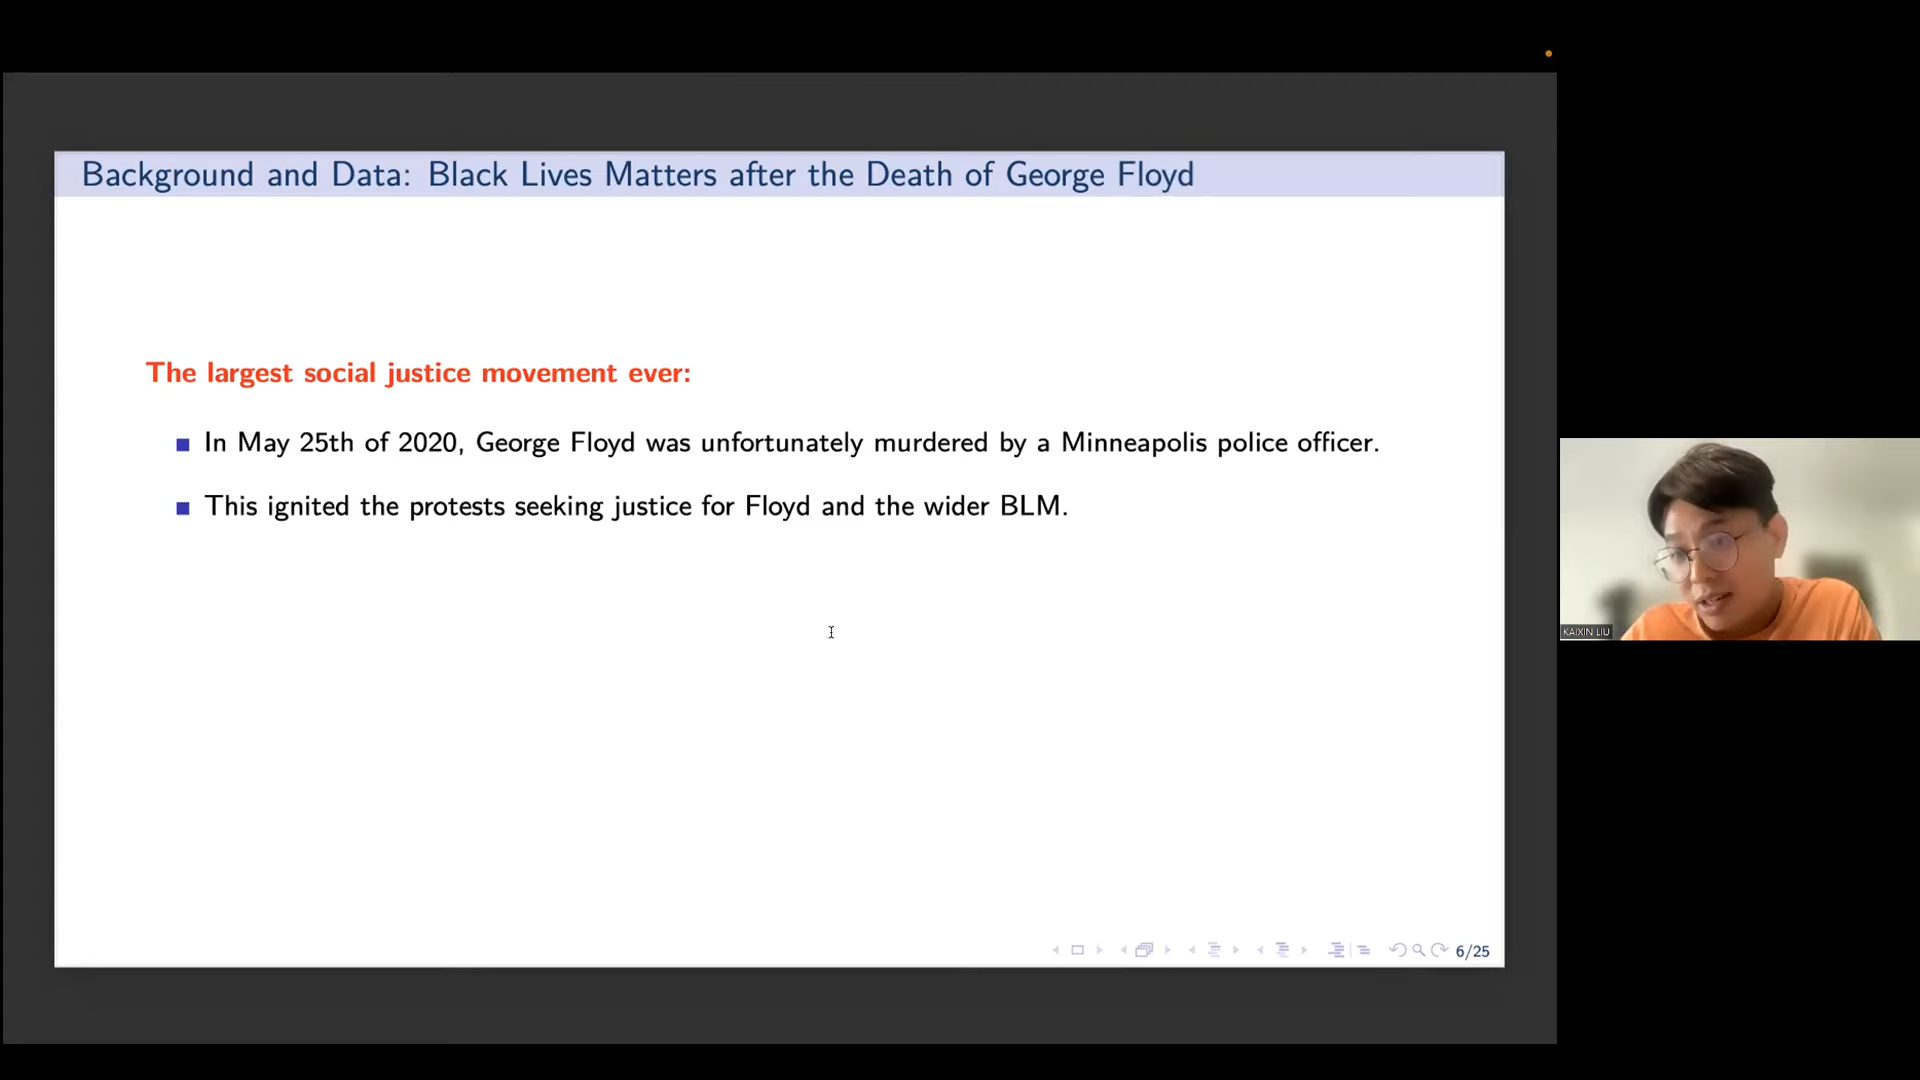 Background and Data: Black Lives Matters after the Death of George Floyd
The largest social justice movement ever:
In May 25th of 2020, George Floyd was unfortunately murdered by a Minneapolis police officer.
This ignited the protests seeking justice for Floyd and the wider BLM.
KAIXIN LIU
6/25